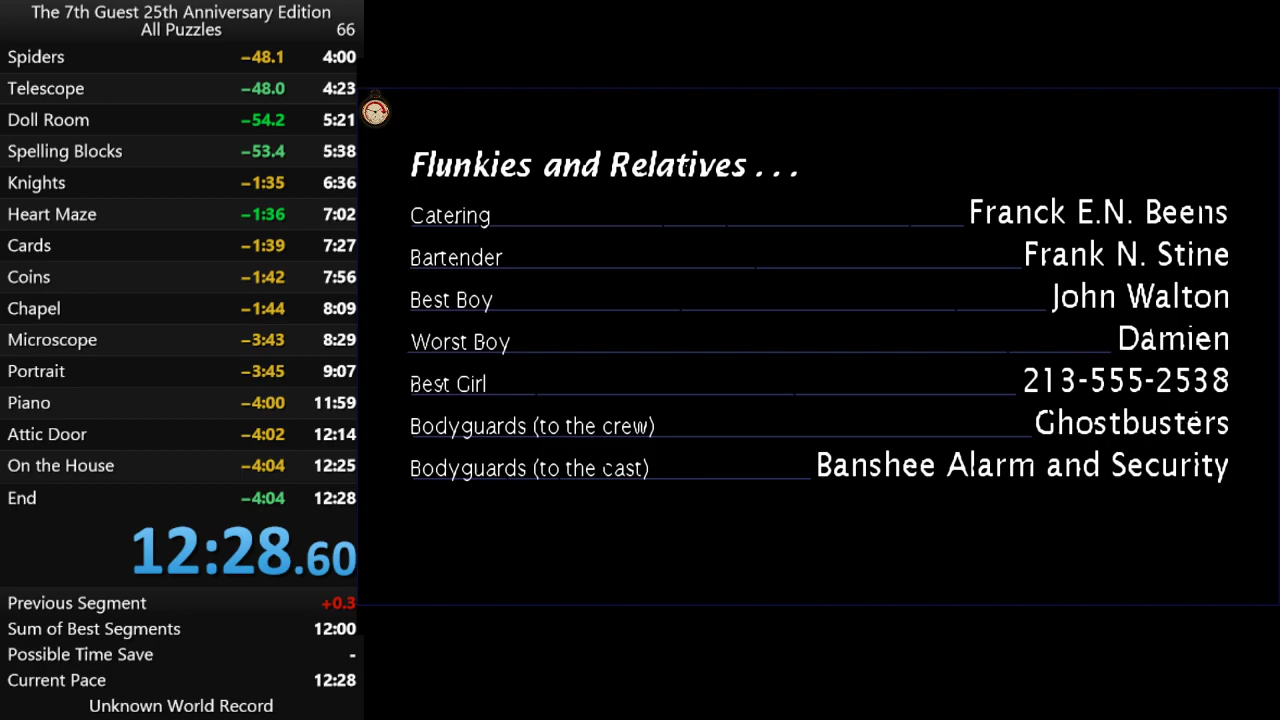 The 7th Guest 25th Anniversary Edition
All Puzzles 66
Spiders −48.1 4:00
Telescope −48.0 4:23
Doll Room −54.2 5:21
Spelling Blocks −53.4 5:38
Knights −1:35 6:36
Heart Maze −1:36 7:02
Cards −1:39 7:27
Coins −1:42 7:56
Chapel −1:44 8:09
Microscope −3:43 8:29
Portrait −3:45 9:07
Piano −4:00 11:59
Attic Door −4:02 12:14
On the House −4:04 12:25
End −4:04 12:28
12:28.60
Previous Segment +0.3
Sum of Best Segments 12:00
Possible Time Save -
Current Pace 12:28
Unknown World Record
Flunkies and Relatives . . .
Catering Franck E.N. Beens
Bartender Frank N. Stine
Best Boy John Walton
Worst Boy Damien
Best Girl 213-555-2538
Bodyguards (to the crew) Ghostbusters
Bodyguards (to the cast) Banshee Alarm and Security